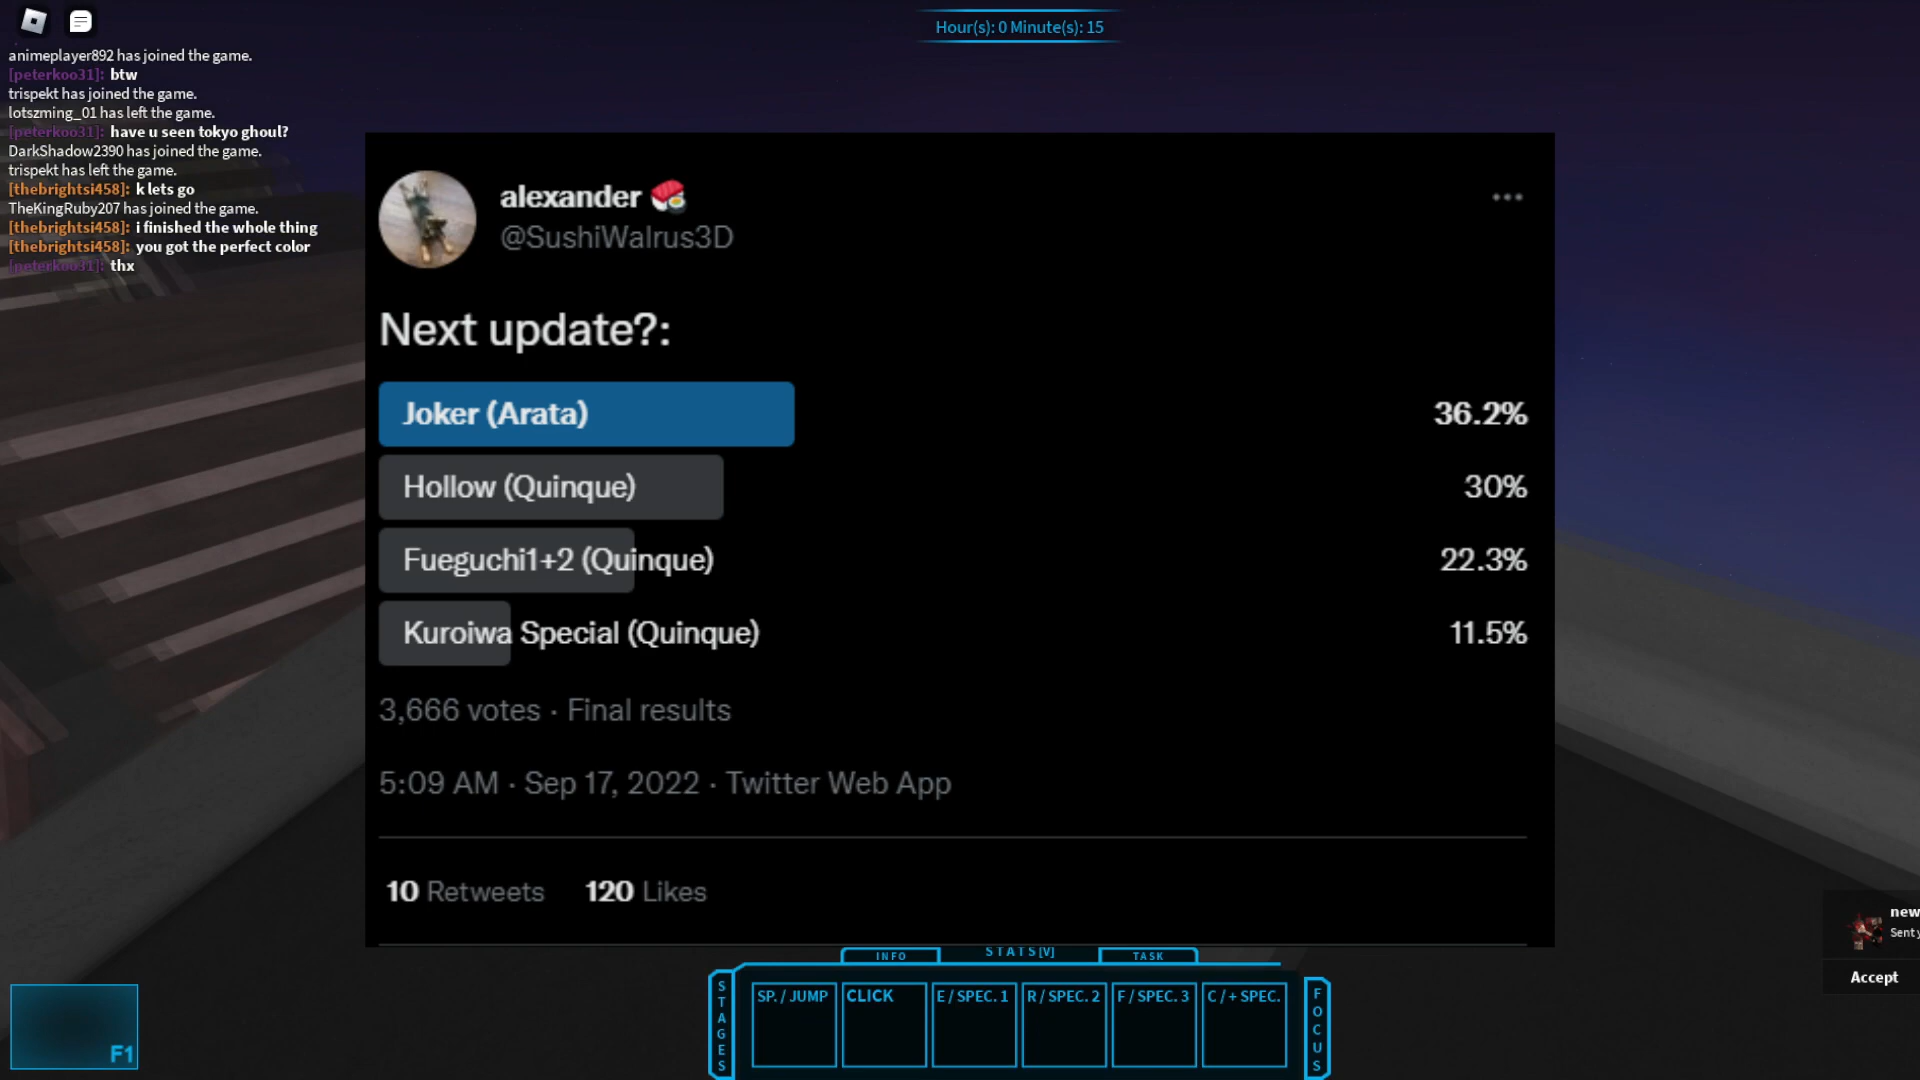 Hour(s): 0 Minute(s): 15
animeplayer892 has joined the game.
[peterkoo31]: btw
trispekt has joined the game.
lotszming_01 has left the game.
[peterkoo31]: have u seen tokyo ghoul?
DarkShadow2390 has joined the game.
trispekt has left the game.
[thebrightsi458]: k lets go
TheKingRuby207 has joined the game.
[thebrightsi458]: i finished the whole thing
[thebrightsi458]: you got the perfect color
[peterkoo31]: thx
alexander
@SushiWalrus3D
Next update?:
Joker (Arata) 36.2%
Hollow (Quinque) 30%
Fueguchi1+2 (Quinque) 22.3%
Kuroiwa Special (Quinque) 11.5%
3,666 votes · Final results
5:09 AM · Sep 17, 2022 · Twitter Web App
10 Retweets 120 Likes
new
Sent y
Accept
INFO STATS[V] TASK
STAGES
SP. / JUMP CLICK E / SPEC. 1 R / SPEC. 2 F / SPEC. 3 C / + SPEC.
FOCUS
F1